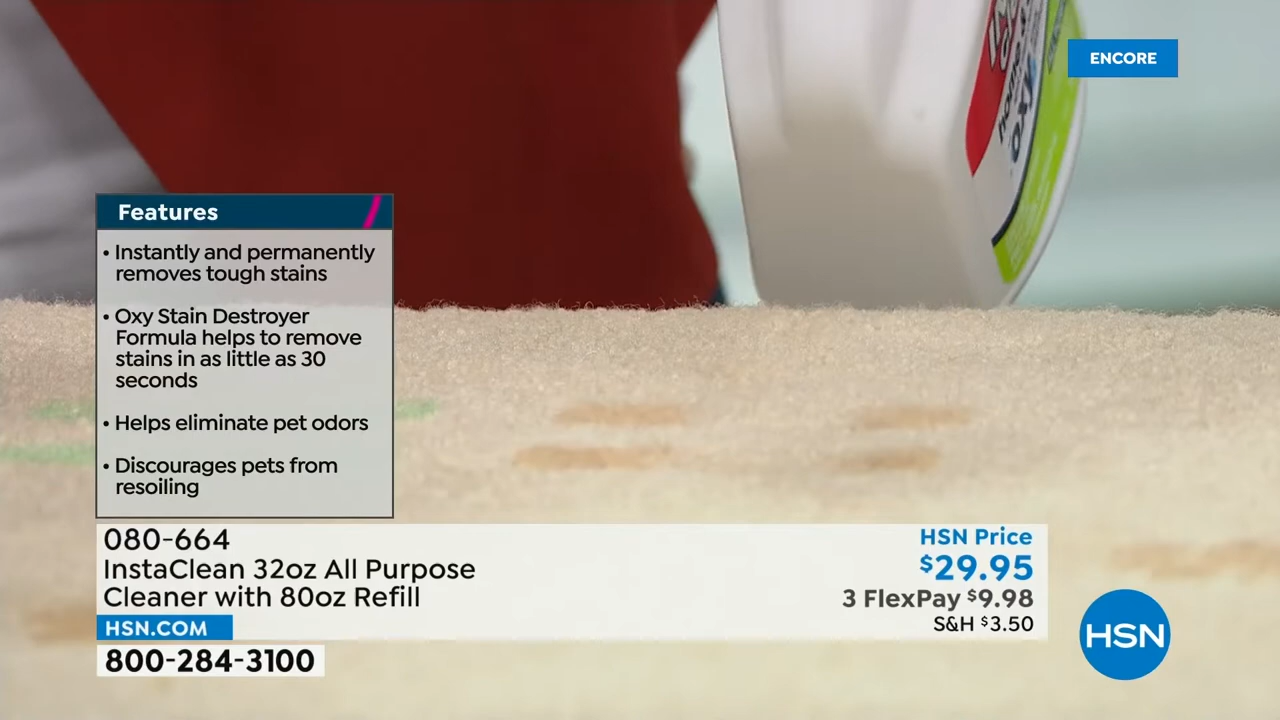 ENCORE
Features
• Instantly and permanently
removes tough stains
• Oxy Stain Destroyer
Formula helps to remove
stains in as little as 30
seconds
• Helps eliminate pet odors
• Discourages pets from
resoiling
080-664
InstaClean 32oz All Purpose
Cleaner with 80oz Refill
HSN.COM
800-284-3100
HSN Price
$29.95
3 FlexPay $9.98
S&H $3.50
HSN